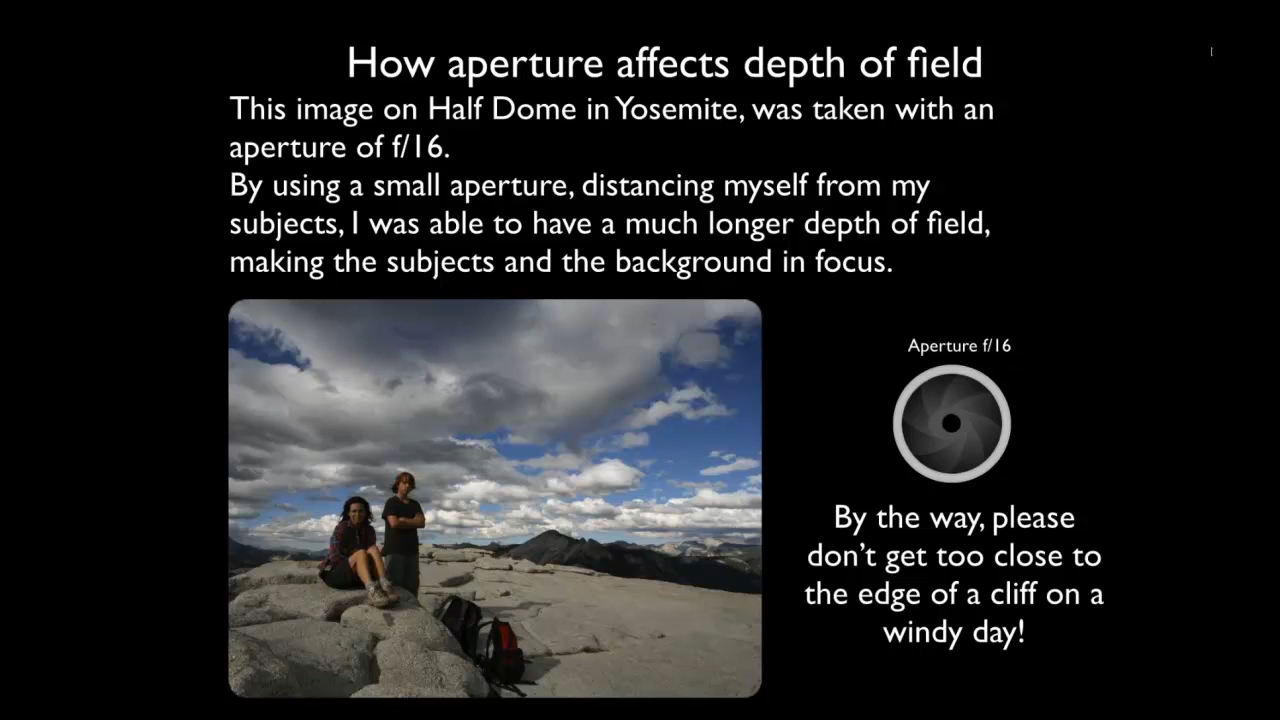 How aperture affects depth of field
This image on Half Dome in Yosemite, was taken with an
aperture of f/16.
By using a small aperture, distancing myself from my
subjects, I was able to have a much longer depth of field,
making the subjects and the background in focus.
Aperture f/16
By the way, please
don't get too close to
the edge of a cliff on a
windy day!